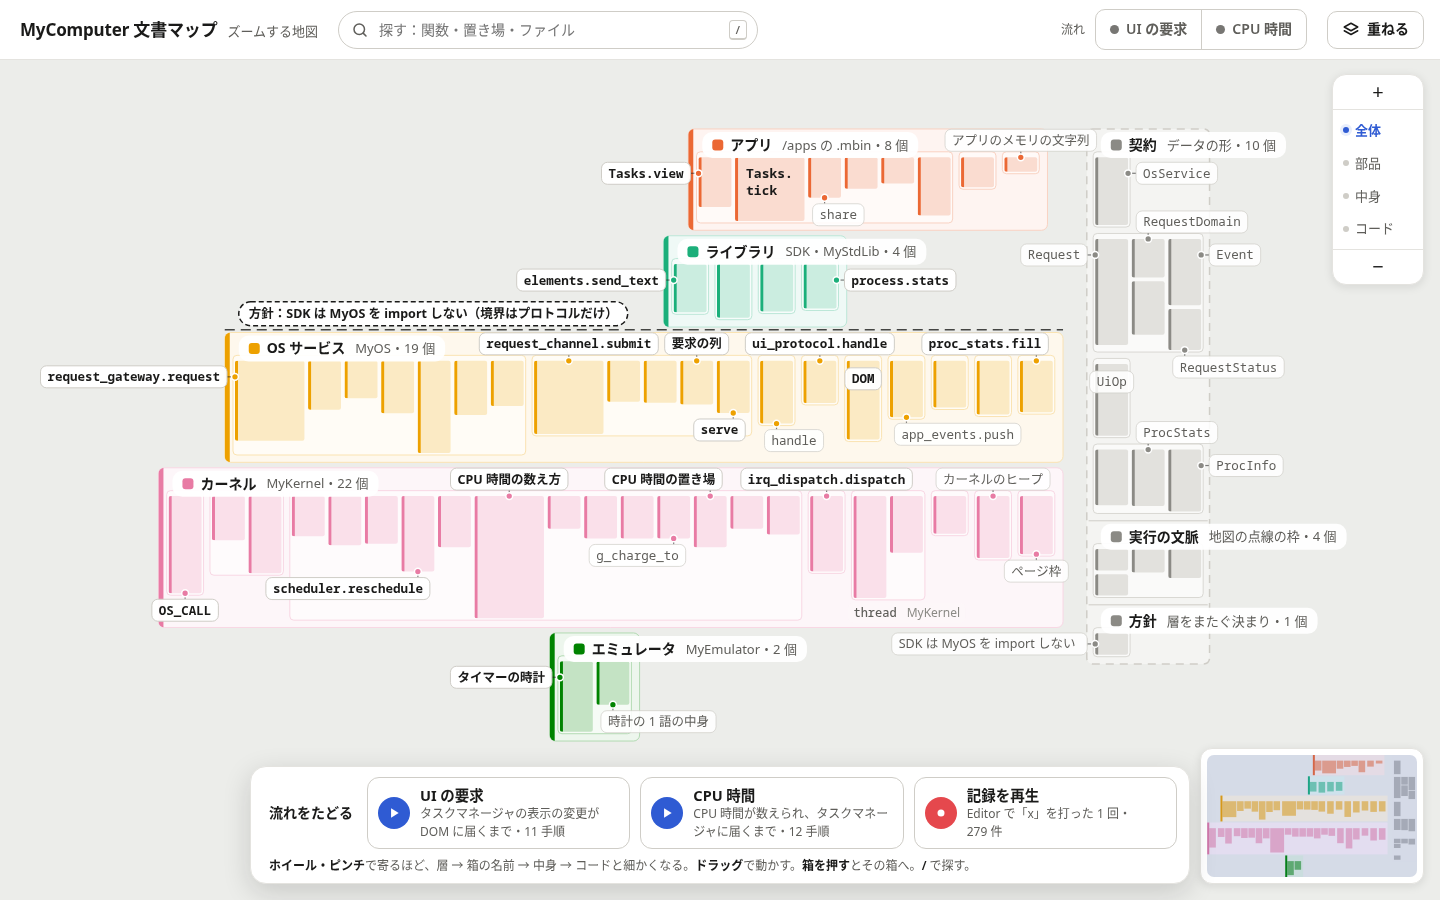 MyComputer 文書マップ ズームする地図
探す：関数・置き場・ファイル /
流れ UI の要求 CPU 時間 重ねる
+
全体
部品
中身
コード
−
アプリ /apps の .mbin・8 個
アプリのメモリの文字列
Tasks.view
Tasks.
tick
share
契約 データの形・10 個
OsService
RequestDomain
Request
Event
RequestStatus
UiOp
ProcStats
ProcInfo
ライブラリ SDK・MyStdLib・4 個
elements.send_text
process.stats
方針：SDK は MyOS を import しない（境界はプロトコルだけ）
OS サービス MyOS・19 個
request_channel.submit
要求の列
ui_protocol.handle
proc_stats.fill
request_gateway.request
DOM
serve
handle
app_events.push
カーネル MyKernel・22 個
CPU 時間の数え方
CPU 時間の置き場
irq_dispatch.dispatch
カーネルのヒープ
g_charge_to
ページ枠
scheduler.reschedule
OS_CALL
thread MyKernel
実行の文脈 地図の点線の枠・4 個
方針 層をまたぐ決まり・1 個
SDK は MyOS を import しない
エミュレータ MyEmulator・2 個
タイマーの時計
時計の 1 語の中身
流れをたどる
UI の要求
タスクマネージャの表示の変更が
DOM に届くまで・11 手順
CPU 時間
CPU 時間が数えられ、タスクマネー
ジャに届くまで・12 手順
記録を再生
Editor で「x」を打った 1 回・
279 件
ホイール・ピンチで寄るほど、層 → 箱の名前 → 中身 → コードと細かくなる。ドラッグで動かす。箱を押すとその箱へ。/ で探す。